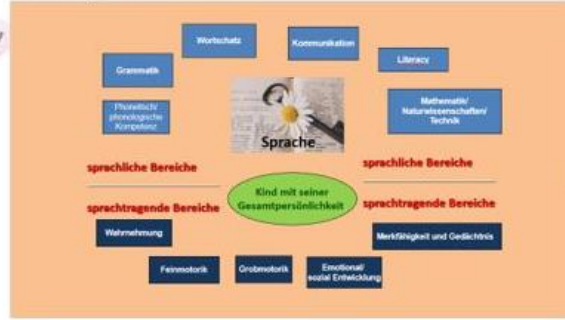 Wortschatz
Kommunikation
Grammatik
Literacy
Phonetisch/
phonologische
Kompetenz
Mathematik/
Naturwissenschaften/
Technik
Sprache
sprachliche Bereiche
sprachliche Bereiche
Kind mit seiner
Gesamtpersönlichkeit
sprachtragende Bereiche
sprachtragende Bereiche
Wahrnehmung
Merkfähigkeit und Gedächtnis
Feinmotorik
Grobmotorik
Emotional/
sozial Entwicklung